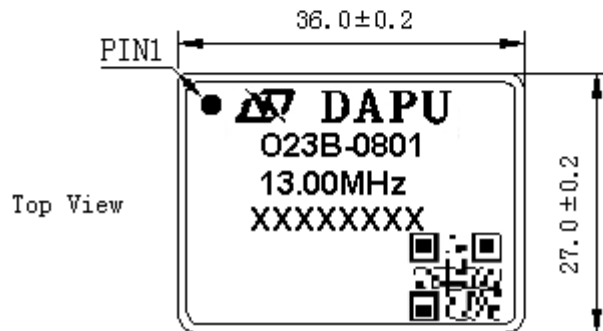 36.0±0.2
PIN1
DAPU
O23B-0801
13.00MHz
Top View
XXXXXXXX
27.0±0.2